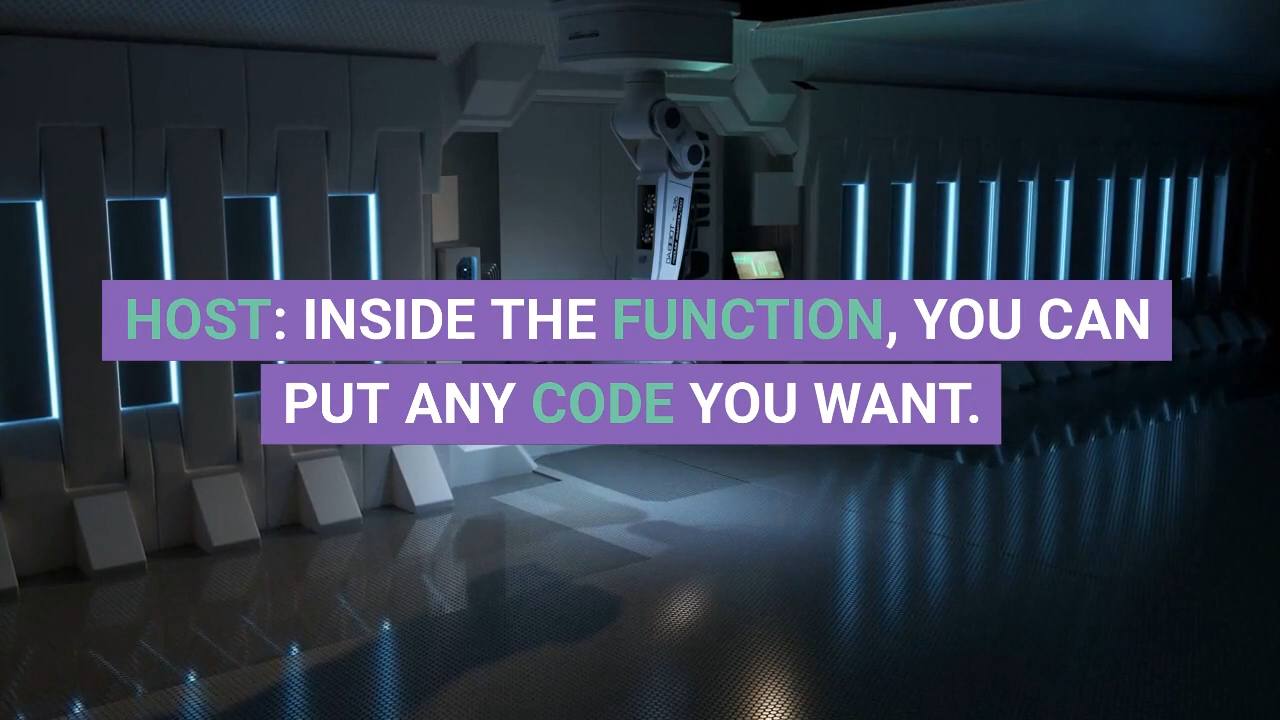 HOST: INSIDE THE FUNCTION, YOU CAN
PUT ANY CODE YOU WANT.